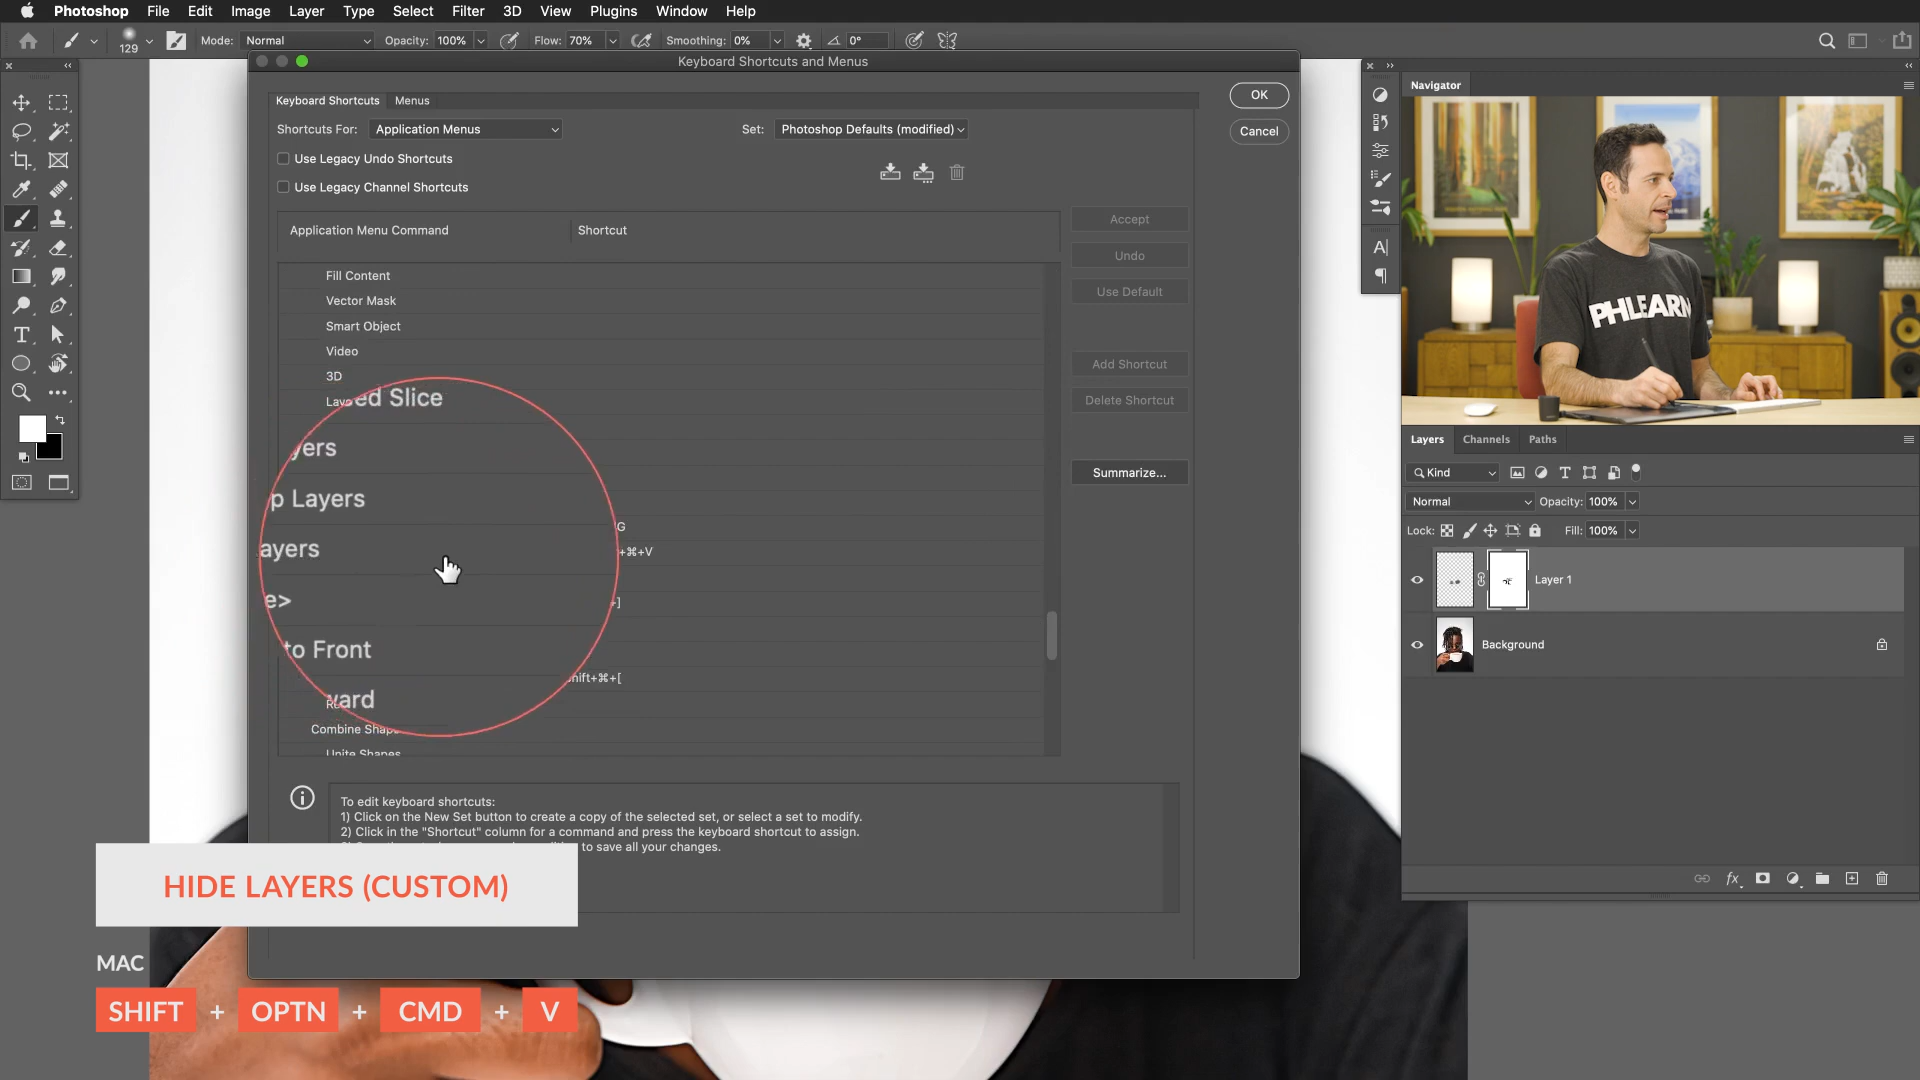 Photoshop File Edit Image Layer Type Select Filter 3D View Plugins Window Help
129 Mode: Normal Opacity: 100% Flow: 70% Smoothing: 0% 0°
Keyboard Shortcuts and Menus
Keyboard Shortcuts Menus
OK
Shortcuts For: Application Menus Set: Photoshop Defaults (modified)
Cancel
Use Legacy Undo Shortcuts
Use Legacy Channel Shortcuts
Application Menu Command Shortcut
Accept
Undo
Use Default
Add Shortcut
Delete Shortcut
Summarize...
Fill Content
Vector Mask
Smart Object
Video
3D
ed Slice
yers
p Layers
G
ayers
+⌘+V
e>
+]
to Front
hift+⌘+[
ward
Combine Shap
Unite Shapes
To edit keyboard shortcuts:
1) Click on the New Set button to create a copy of the selected set, or select a set to modify.
2) Click in the "Shortcut" column for a command and press the keyboard shortcut to assign.
to save all your changes.
HIDE LAYERS (CUSTOM)
MAC
SHIFT + OPTN + CMD + V
Navigator
PHLEARN
Layers Channels Paths
Kind
Normal Opacity: 100%
Lock: Fill: 100%
Layer 1
Background
fx